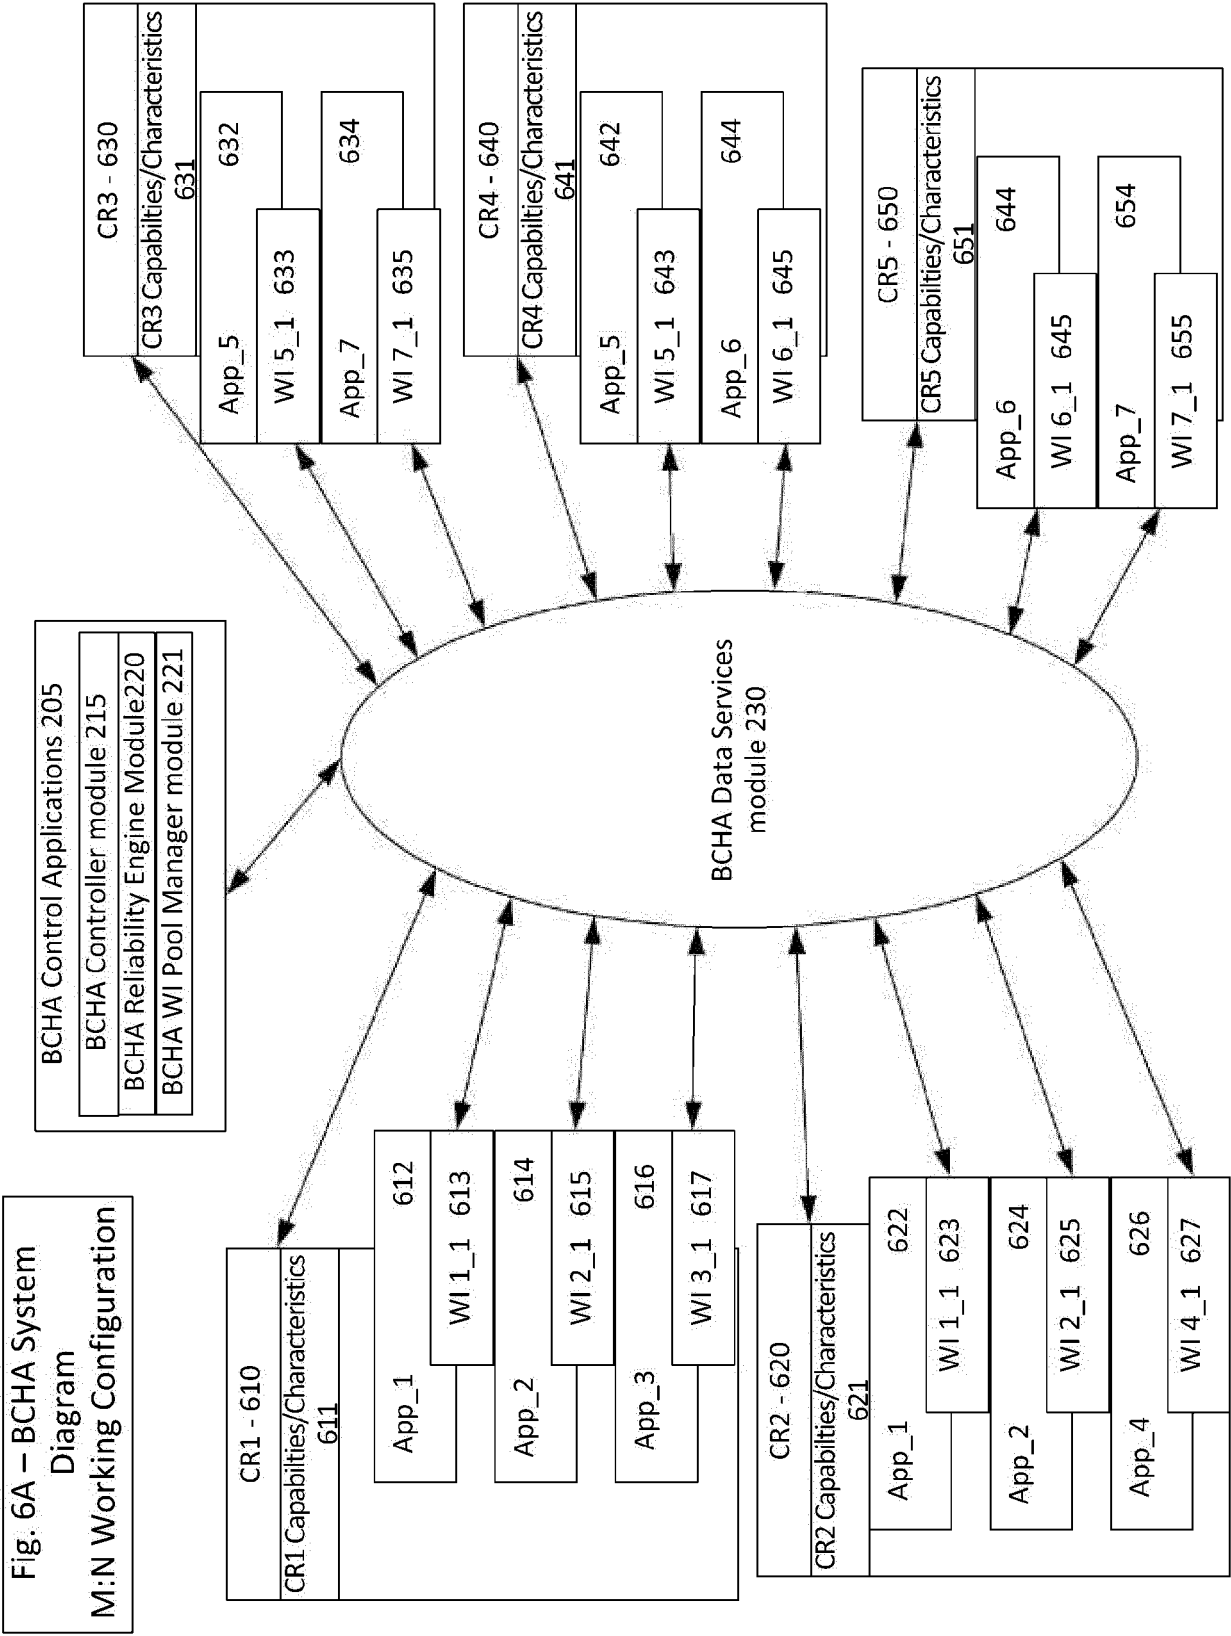 Fig. 6A – BCHA System
Diagram
M:N Working Configuration
BCHA Control Applications 205
BCHA Controller module 215
BCHA Reliability Engine Module220
BCHA WI Pool Manager module 221
CR1 - 610
CR1 Capabilties/Characteristics
611
App_1 612
WI 1_1 613
App_2 614
WI 2_1 615
App_3 616
WI 3_1 617
CR2 - 620
CR2 Capabilties/Characteristics
621
App_1 622
WI 1_1 623
App_2 624
WI 2_1 625
App_4 626
WI 4_1 627
BCHA Data Services
module 230
CR3 - 630
CR3 Capabilties/Characteristics
631
App_5 632
WI 5_1 633
App_7 634
WI 7_1 635
CR4 - 640
CR4 Capabilties/Characteristics
641
App_5 642
WI 5_1 643
App_6 644
WI 6_1 645
CR5 - 650
CR5 Capabilties/Characteristics
651
App_6 644
WI 6_1 645
App_7 654
WI 7_1 655